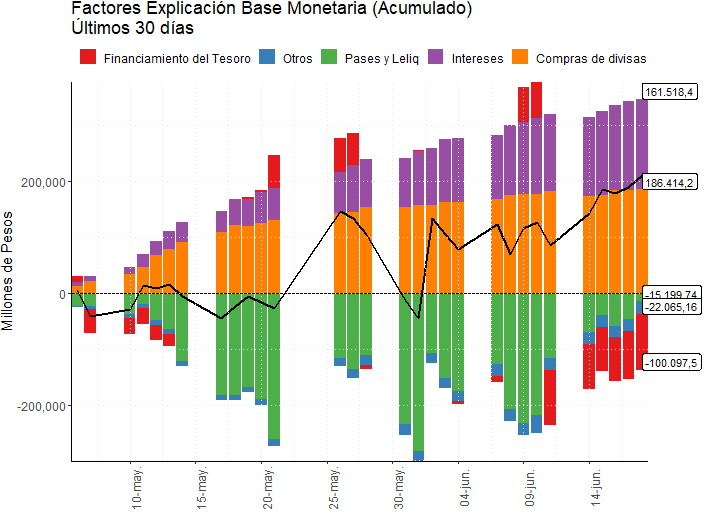 Factores Explicación Base Monetaria (Acumulado)
Últimos 30 días
Financiamiento del Tesoro Otros Pases y Leliq Intereses Compras de divisas
Millones de Pesos
200,000
0
-200,000
161.518,4
186.414,2
-15.199,74
-22.065,16
-100.097,5
10-may.
15-may.
20-may.
25-may.
30-may.
04-jun.
09-jun.
14-jun.